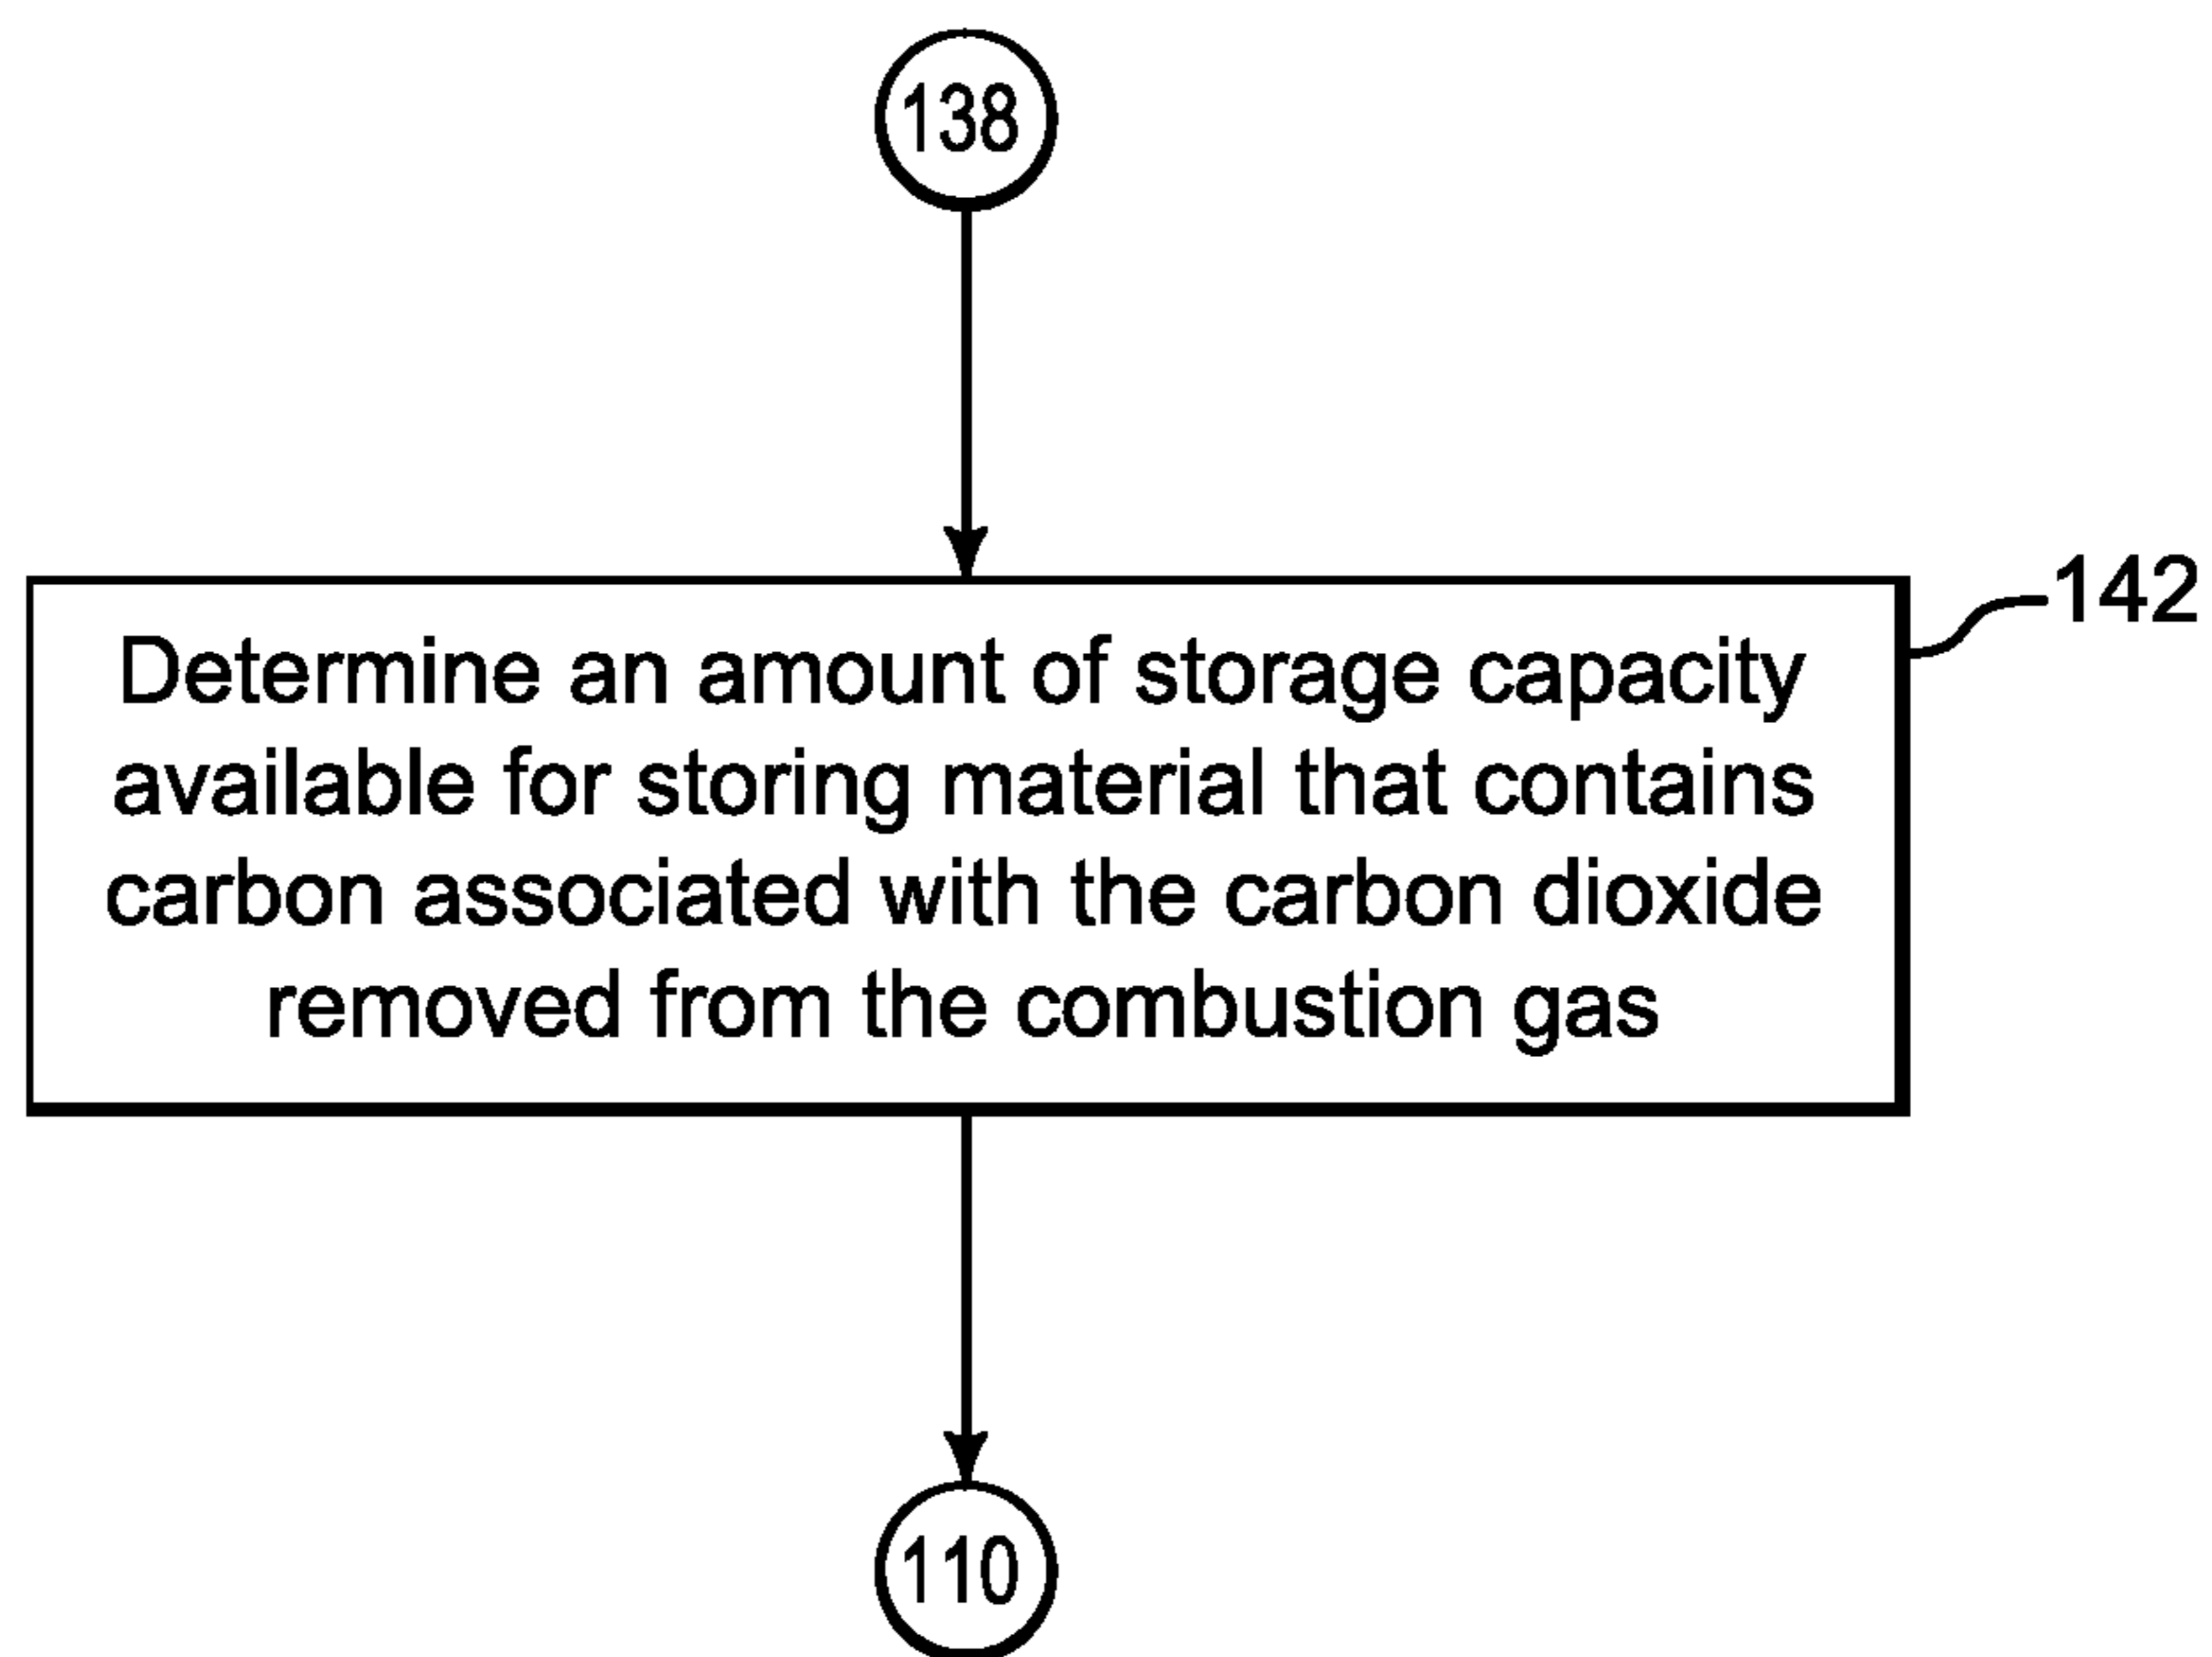 138
142
Determine an amount of storage capacity
available for storing material that contains
carbon associated with the carbon dioxide
removed from the combustion gas
110